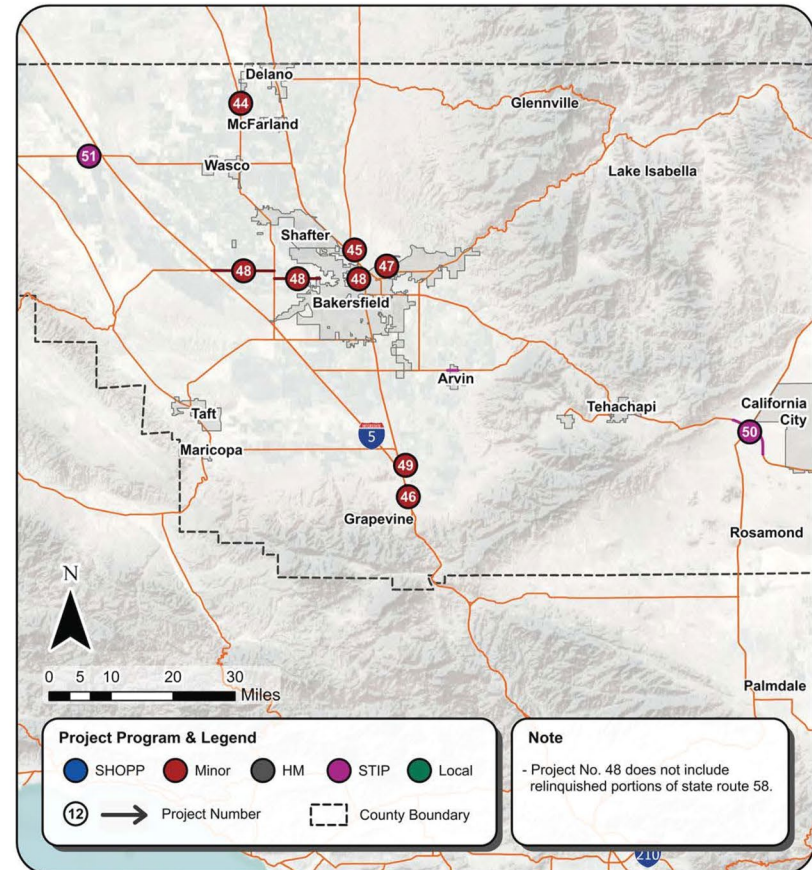 Delano
44
McFarland
Glennville
51
Wasco
Lake Isabella
Shafter
45
47
48
48
48
Bakersfield
Arvin
Taft
Tehachapi
California
City
5
50
Maricopa
49
46
Grapevine
Rosamond
N
0 5 10 20 30
Miles
Palmdale
Project Program & Legend
SHOPP Minor HM STIP Local
12 Project Number County Boundary
Note
- Project No. 48 does not include
relinquished portions of state route 58.
210